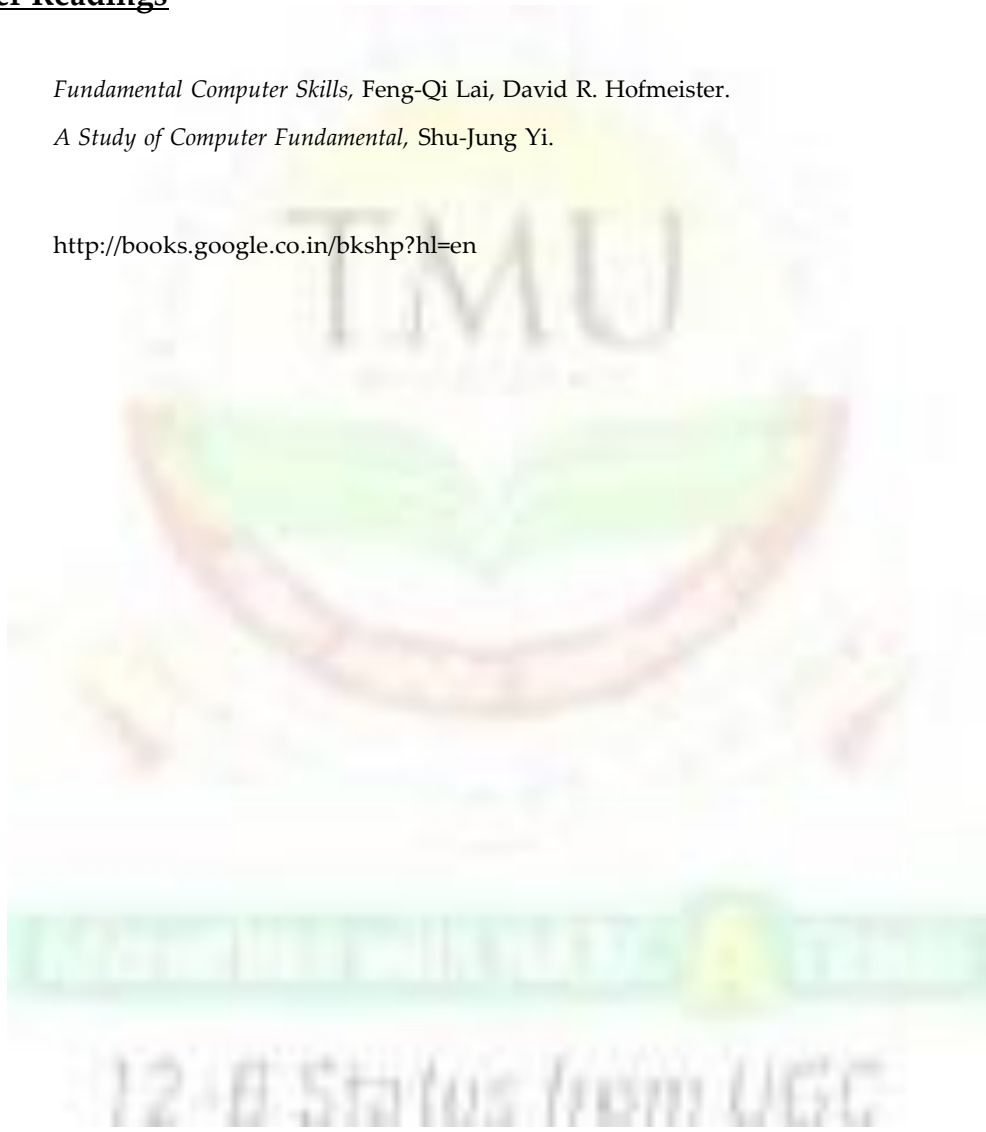 Readings
Fundamental Computer Skills, Feng-Qi Lai, David R. Hofmeister.
A Study of Computer Fundamental, Shu-Jung Yi.
http://books.google.co.in/bkshp?hl=en
TMU
12-B Status from UGC